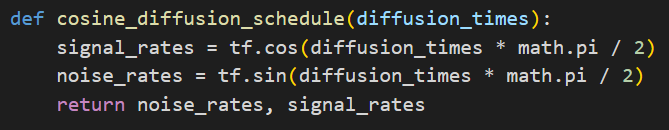 def cosine_diffusion_schedule(diffusion_times):
    signal_rates = tf.cos(diffusion_times * math.pi / 2)
    noise_rates = tf.sin(diffusion_times * math.pi / 2)
    return noise_rates, signal_rates